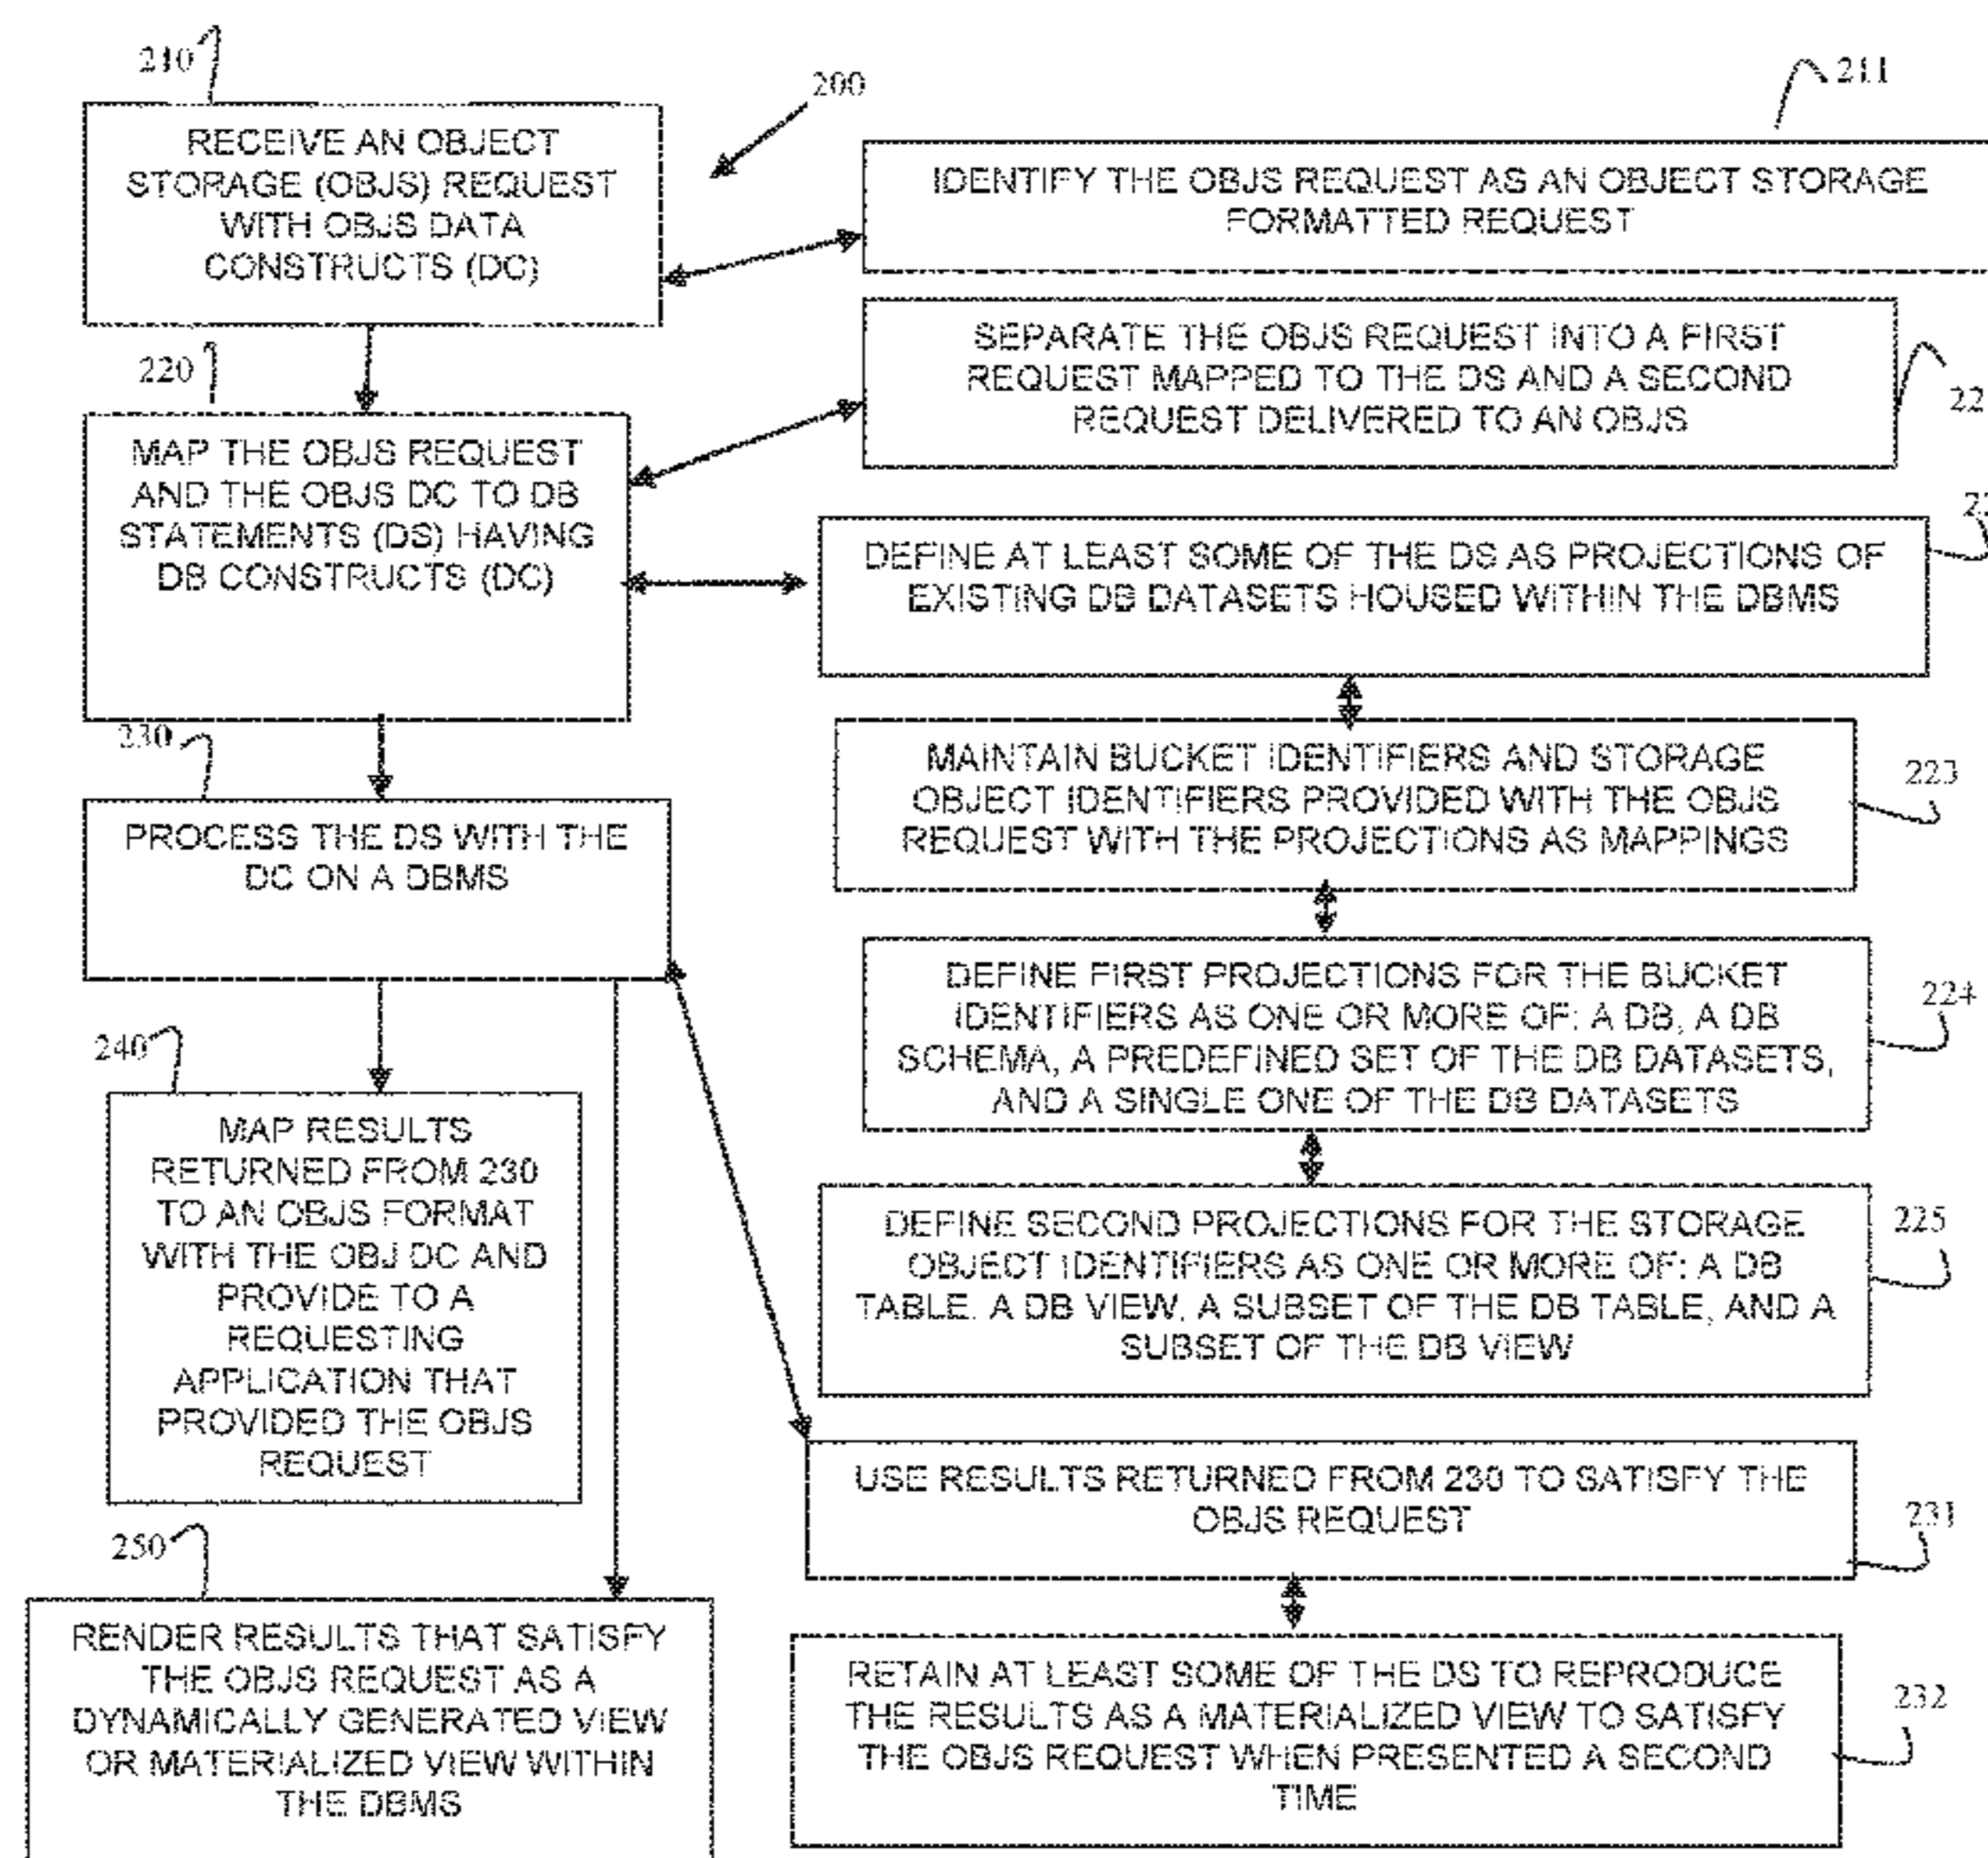 210
200
211
RECEIVE AN OBJECT
STORAGE (OBJS) REQUEST
WITH OBJS DATA
CONSTRUCTS (DC)
IDENTIFY THE OBJS REQUEST AS AN OBJECT STORAGE
FORMATTED REQUEST
SEPARATE THE OBJS REQUEST INTO A FIRST
REQUEST MAPPED TO THE DS AND A SECOND
REQUEST DELIVERED TO AN OBJS
22
220
MAP THE OBJS REQUEST
AND THE OBJS DC TO DB
STATEMENTS (DS) HAVING
DB CONSTRUCTS (DC)
DEFINE AT LEAST SOME OF THE DS AS PROJECTIONS OF
EXISTING DB DATASETS HOUSED WITHIN THE DBMS
MAINTAIN BUCKET IDENTIFIERS AND STORAGE
OBJECT IDENTIFIERS PROVIDED WITH THE OBJS
REQUEST WITH THE PROJECTIONS AS MAPPINGS
223
230
PROCESS THE DS WITH THE
DC ON A DBMS
DEFINE FIRST PROJECTIONS FOR THE BUCKET
IDENTIFIERS AS ONE OR MORE OF: A DB, A DB
SCHEMA, A PREDEFINED SET OF THE DB DATASETS,
AND A SINGLE ONE OF THE DB DATASETS
224
240
MAP RESULTS
RETURNED FROM 230
TO AN OBJS FORMAT
WITH THE OBJ DC AND
PROVIDE TO A
REQUESTING
APPLICATION THAT
PROVIDED THE OBJS
REQUEST
DEFINE SECOND PROJECTIONS FOR THE STORAGE
OBJECT IDENTIFIERS AS ONE OR MORE OF: A DB
TABLE, A DB VIEW, A SUBSET OF THE DB TABLE, AND A
SUBSET OF THE DB VIEW
225
USE RESULTS RETURNED FROM 230 TO SATISFY THE
OBJS REQUEST
231
250
RENDER RESULTS THAT SATISFY
THE OBJS REQUEST AS A
DYNAMICALLY GENERATED VIEW
OR MATERIALIZED VIEW WITHIN
THE DBMS
RETAIN AT LEAST SOME OF THE DS TO REPRODUCE
THE RESULTS AS A MATERIALIZED VIEW TO SATISFY
THE OBJS REQUEST WHEN PRESENTED A SECOND
TIME
232